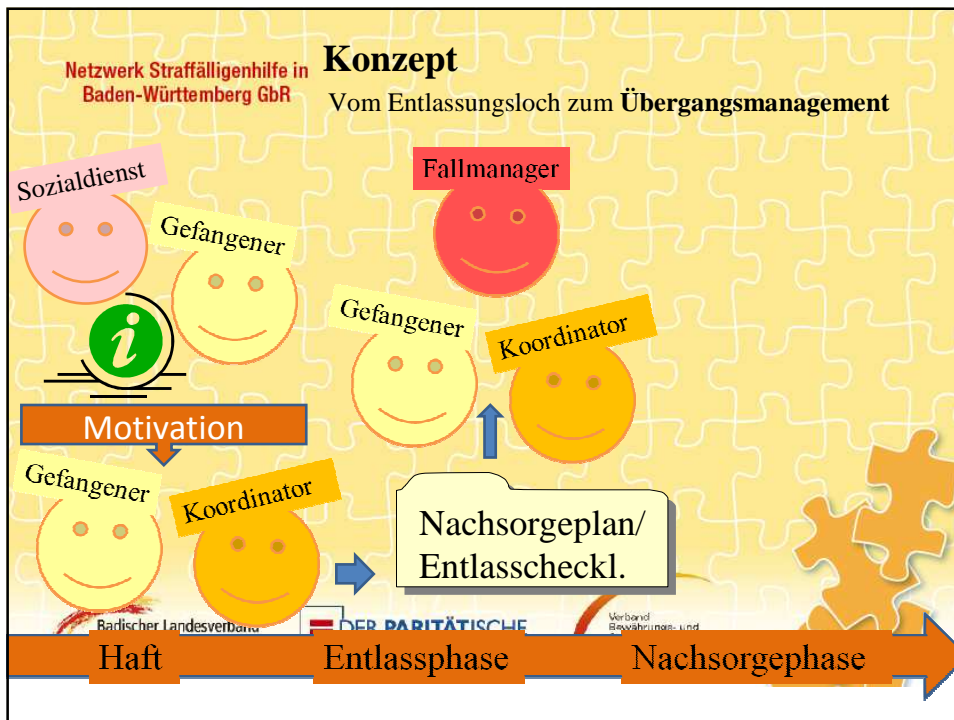 Netzwerk Straffälligenhilfe in
Baden-Württemberg GbR
Konzept
Vom Entlassungsloch zum Übergangsmanagement
Sozialdienst
Gefangener
Fallmanager
Gefangener
Koordinator
i
Motivation
Gefangener
Koordinator
Nachsorgeplan/
Entlasscheckl.
Badischer Landesverband
DER PARITÄTISCHE
Verband
Bewährungs- und
Haft
Entlassphase
Nachsorgephase